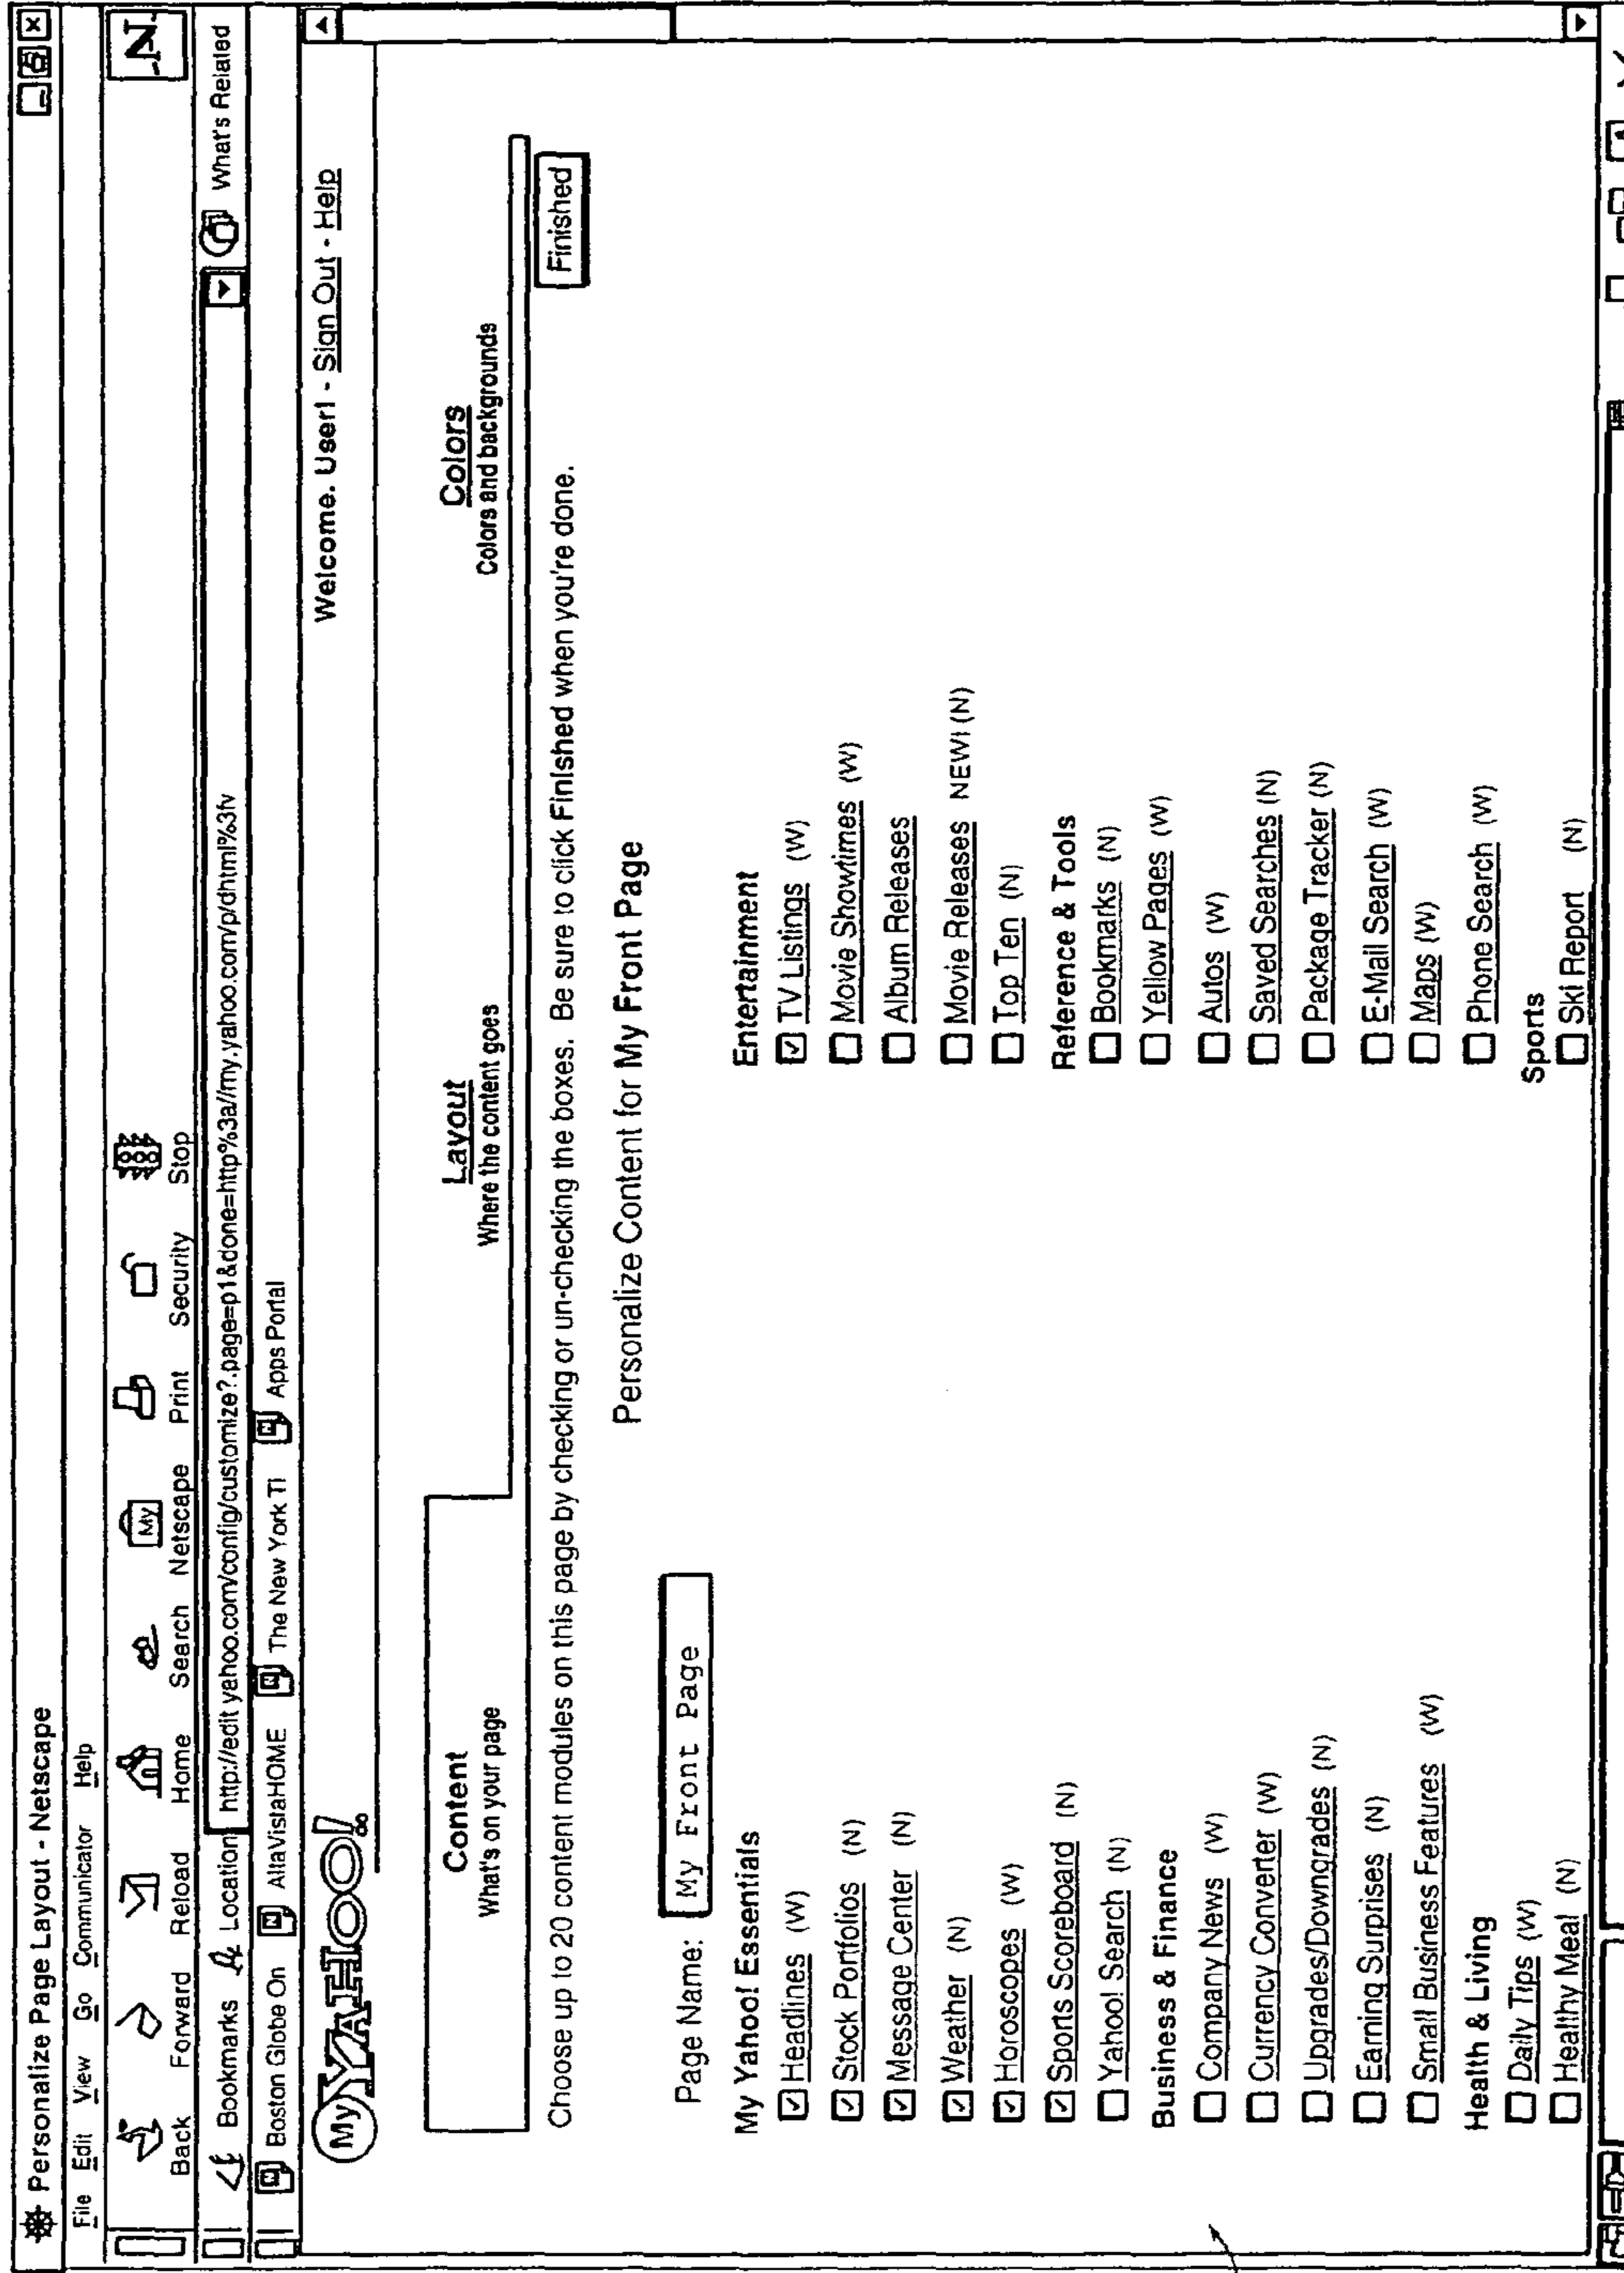 Personalize Page Layout - Netscape
File Edit View Go Communicator Help
Back Forward Reload Home Search Netscape Print Security Stop
My
N
Bookmarks Location http://edit yahoo.com/config/customize?.page=p1&done=http%3a//my.yahoo.com/p/dhtml%3fv What's Related
Boston Globe On AltaVistaHOME The New York Ti Apps Portal
My YAHOO!
Welcome. User1 - Sign Out - Help
Content
What's on your page
Layout
Where the content goes
Colors
Colors and backgrounds
Finished
Choose up to 20 content modules on this page by checking or un-checking the boxes. Be sure to click Finished when you're done.
Personalize Content for My Front Page
Page Name: My Front Page
My Yahoo! Essentials
Headlines (W)
Stock Portfolios (N)
Message Center (N)
Weather (N)
Horoscopes (W)
Sports Scoreboard (N)
Yahoo! Search (N)
Business & Finance
Company News (W)
Currency Converter (W)
Upgrades/Downgrades (N)
Earning Surprises (N)
Small Business Features (W)
Health & Living
Daily Tips (W)
Healthy Meal (N)
Entertainment
TV Listings (W)
Movie Showtimes (W)
Album Releases
Movie Releases NEW! (N)
Top Ten (N)
Reference & Tools
Bookmarks (N)
Yellow Pages (W)
Autos (W)
Saved Searches (N)
Package Tracker (N)
E-Mail Search (W)
Maps (W)
Phone Search (W)
Sports
Ski Report (N)